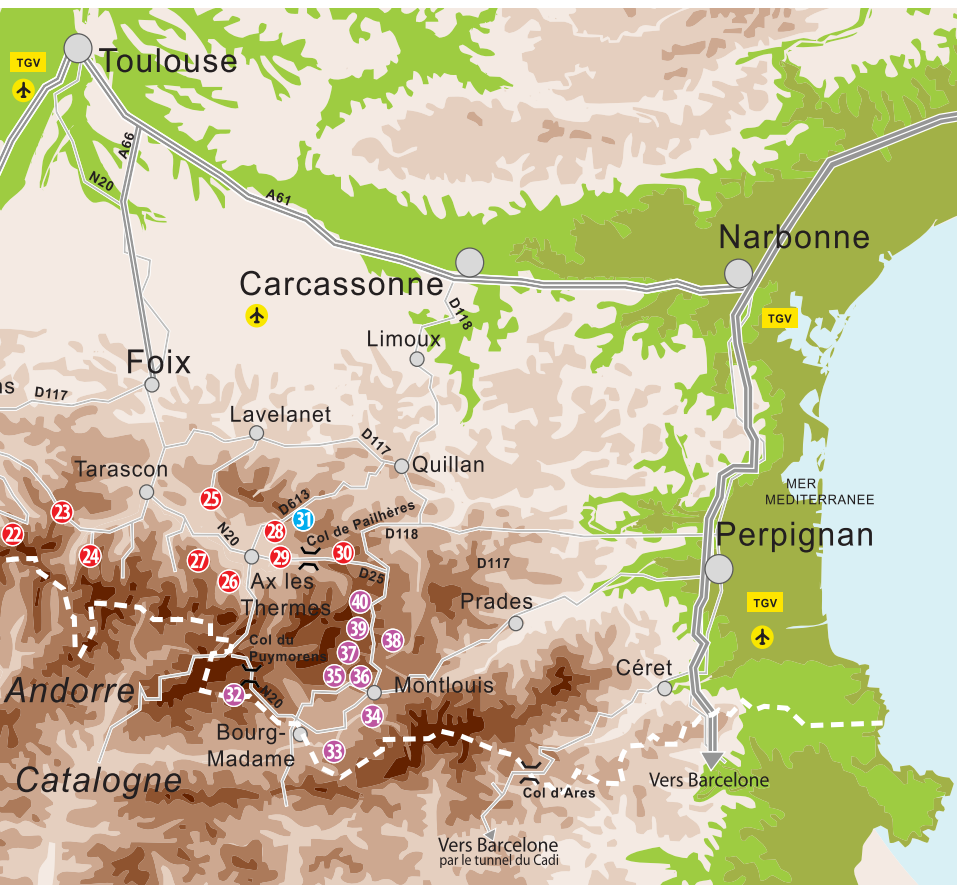 TGV
Toulouse
A66
N20
A61
Narbonne
Carcassonne
D118
TGV
Limoux
Foix
ns
D117
Lavelanet
D117
Tarascon
Quillan
MER
MEDITERRANEE
25
D613
23
31
Col de Pailhères
22
N20
28
D118
Perpignan
24
27
29
30
D117
26
Ax les
Thermes
D25
TGV
40
Prades
39
38
Col du
Puymorens
37
Céret
35
36
Andorre
32
N20
Montlouis
34
Bourg-
Madame
33
Catalogne
Vers Barcelone
Col d'Ares
Vers Barcelone
par le tunnel du Cadi